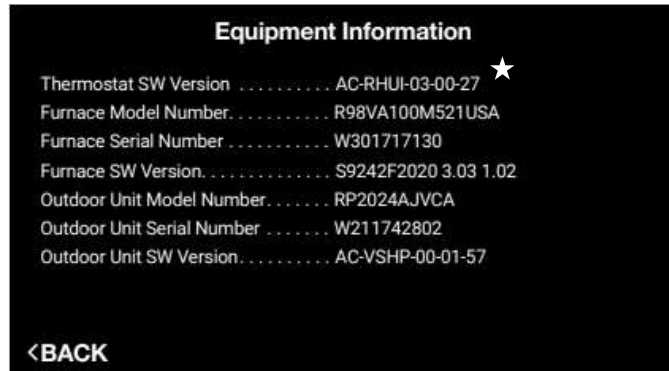 Equipment Information
Thermostat SW Version .......... AC-RHUI-03-00-27
Furnace Model Number........... R98VA100M521USA
Furnace Serial Number ........... W301717130
Furnace SW Version.............. S9242F2020 3.03 1.02
Outdoor Unit Model Number....... RP2024AJVCA
Outdoor Unit Serial Number ....... W211742802
Outdoor Unit SW Version.......... AC-VSHP-00-01-57
<BACK